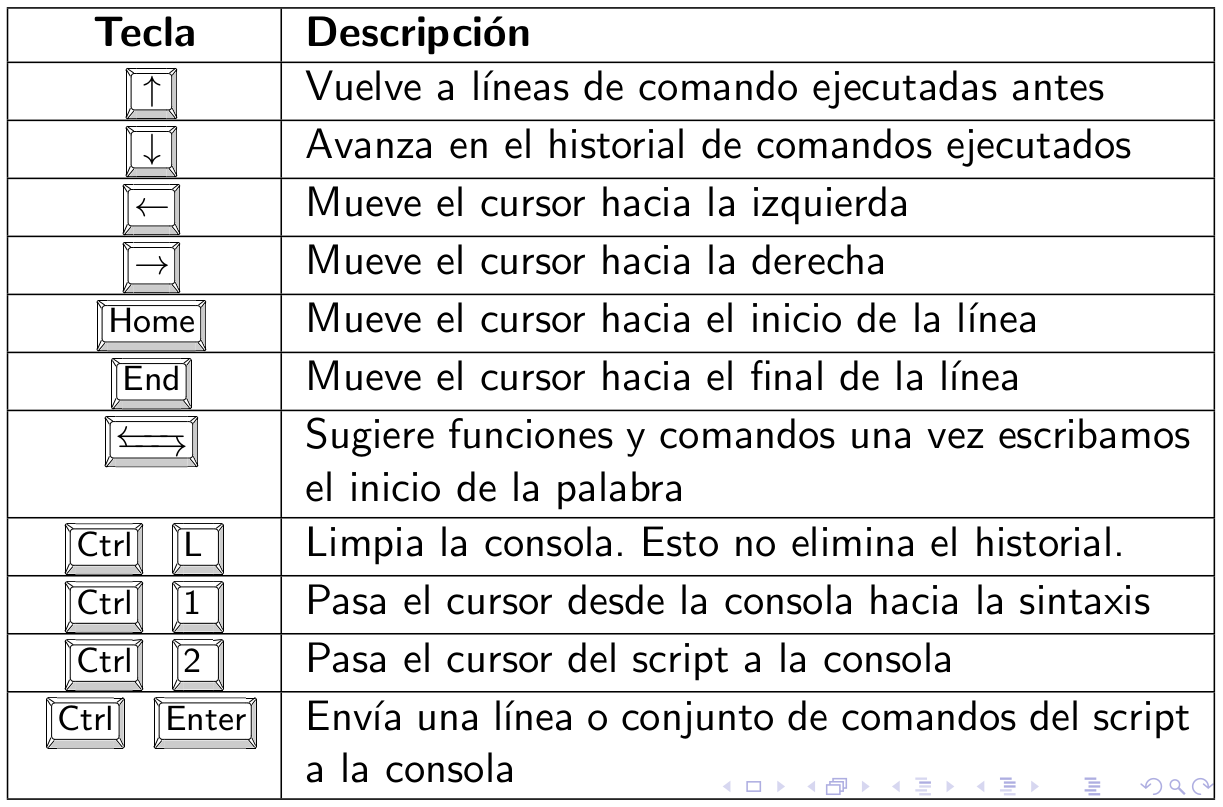 Tecla Descripción
↑ Vuelve a líneas de comando ejecutadas antes
↓ Avanza en el historial de comandos ejecutados
← Mueve el cursor hacia la izquierda
→ Mueve el cursor hacia la derecha
Home Mueve el cursor hacia el inicio de la línea
End Mueve el cursor hacia el final de la línea
Sugiere funciones y comandos una vez escribamos
el inicio de la palabra
Ctrl L Limpia la consola. Esto no elimina el historial.
Ctrl 1 Pasa el cursor desde la consola hacia la sintaxis
Ctrl 2 Pasa el cursor del script a la consola
Ctrl Enter Envía una línea o conjunto de comandos del script
a la consola